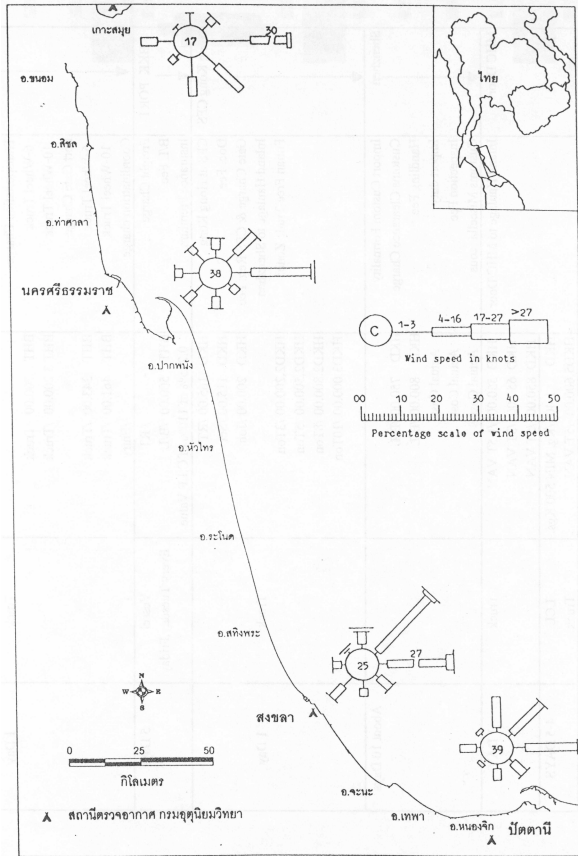 เกาะสมุย
17
30
อ.ขนอม
ไทย
อ.สิชล
อ.ท่าศาลา
38
นครศรีธรรมราช
C
1-3
4-16
17-27
>27
Wind speed in knots
อ.ปากพนัง
00 10 20 30 40 50
Percentage scale of wind speed
อ.หัวไทร
อ.ระโนด
อ.สทิงพระ
25
27
N
W
E
S
สงขลา
39
0 25 50
กิโลเมตร
อ.จะนะ
อ.เทพา
อ.หนองจิก
ปัตตานี
สถานีตรวจอากาศ กรมอุตุนิยมวิทยา